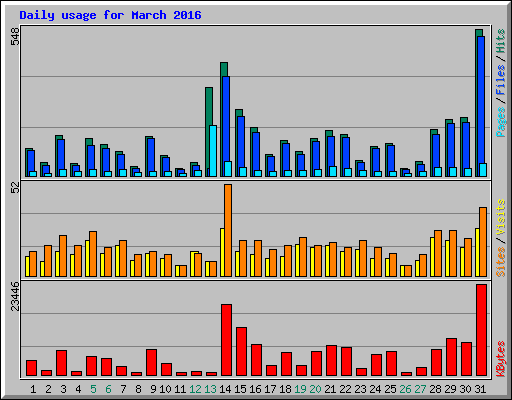 Daily usage for March 2016
548
Pages/Files/Hits
52
Sites/Visits
23446
KBytes
1 2 3 4 5 6 7 8 9 10 11 12 13 14 15 16 17 18 19 20 21 22 23 24 25 26 27 28 29 30 31